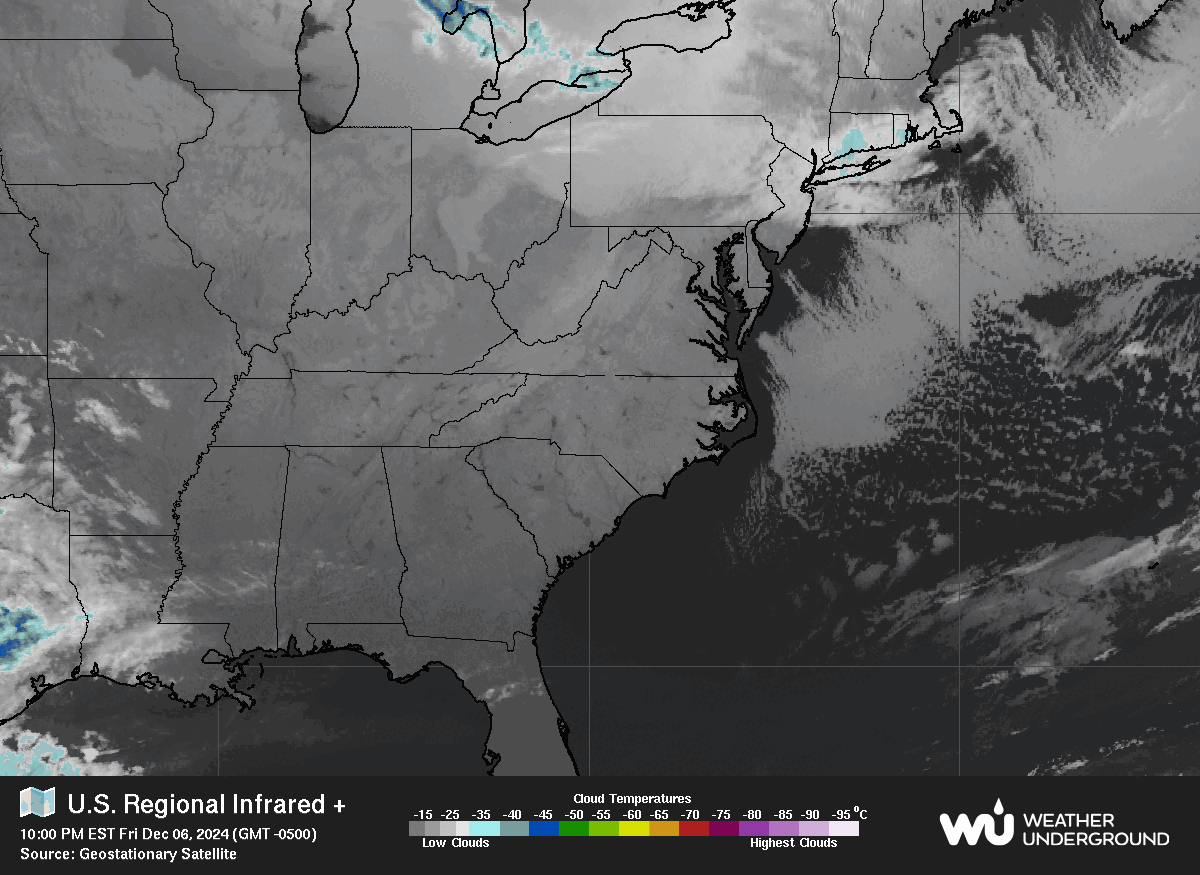 U.S. Regional Infrared +
10:00 PM EST Fri Dec 06, 2024 (GMT -0500)
Source: Geostationary Satellite
Cloud Temperatures
-15 -25 -35 -40 -45 -50 -55 -60 -65 -70 -75 -80 -85 -90 -95 °C
Low Clouds Highest Clouds
WU WEATHER
UNDERGROUND